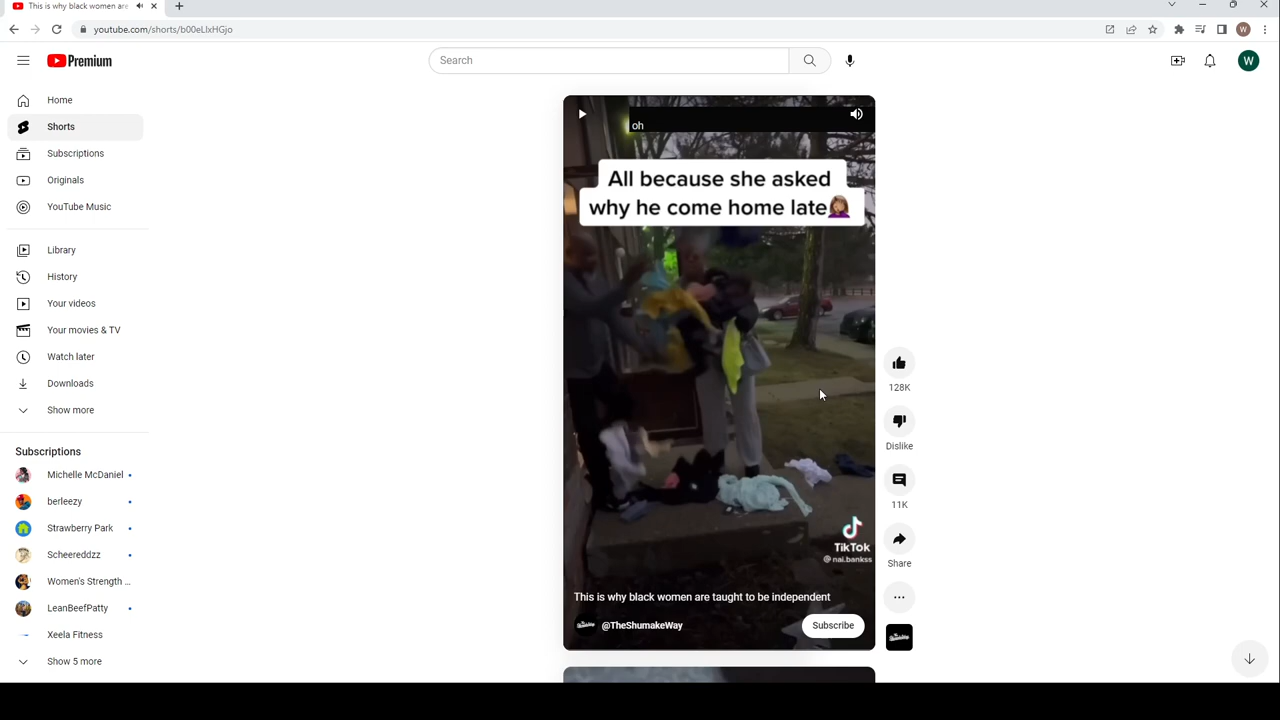 This is why black women are
youtube.com/shorts/b00eLlxHGjo
Premium
Search
W
W
Home
Shorts
Subscriptions
Originals
YouTube Music
Library
History
Your videos
Your movies & TV
Watch later
Downloads
Show more
Subscriptions
Michelle McDaniel
berleezy
Strawberry Park
Scheereddzz
Women's Strength ...
LeanBeefPatty
Xeela Fitness
Show 5 more
oh
All because she asked
why he come home late
TikTok
@nai.bankss
This is why black women are taught to be independent
@TheShumakeWay
Subscribe
128K
Dislike
11K
Share